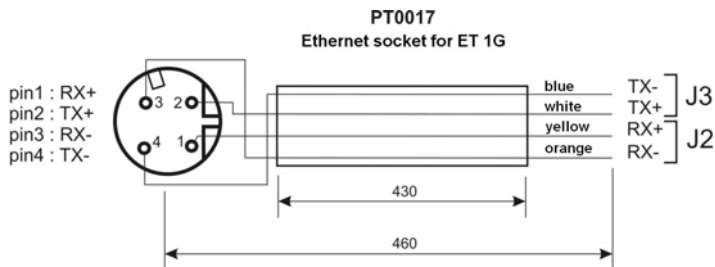 PT0017
Ethernet socket for ET 1G
pin1 : RX+
pin2 : TX+
pin3 : RX-
pin4 : TX-
3 2
4 1
blue TX-
white TX+
J3
yellow RX+
orange RX-
J2
430
460